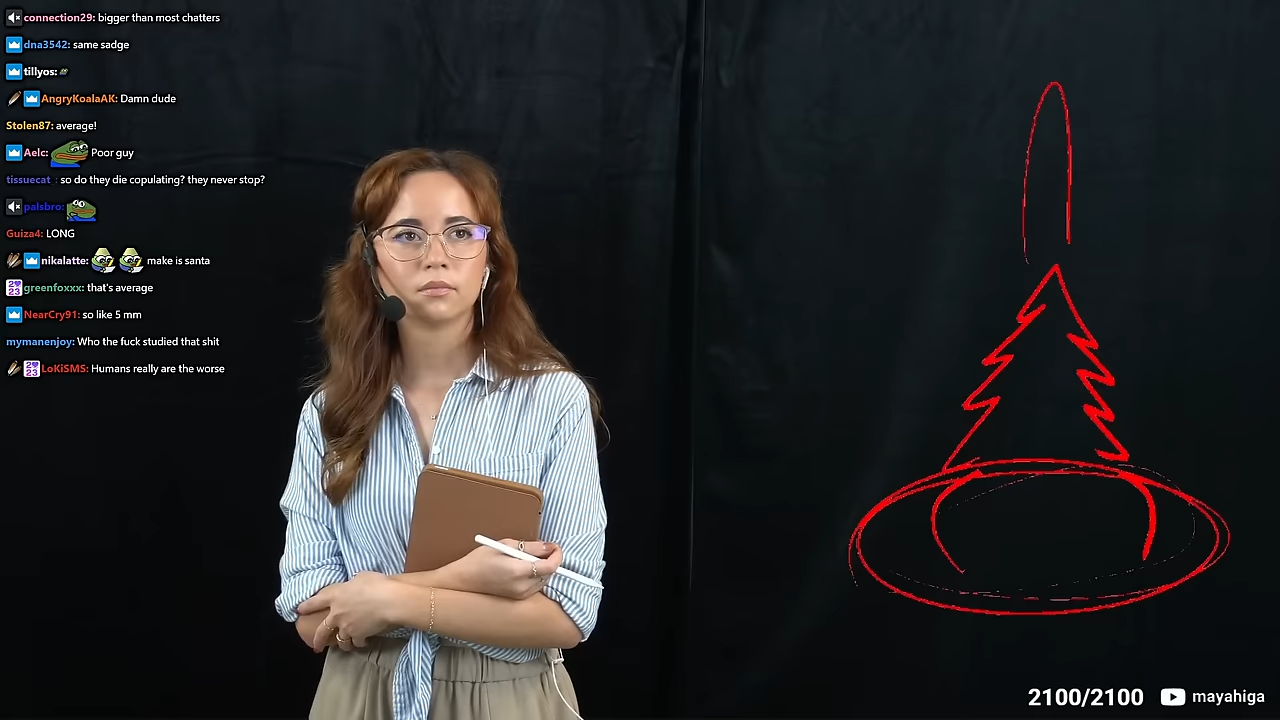 connection29: bigger than most chatters
dna3542: same sadge
tillyos:
AngryKoalaAK: Damn dude
Stolen87: average!
Aelc: Poor guy
tissuecat : so do they die copulating? they never stop?
palsbro:
Guiza4: LONG
nikalatte: make is santa
2023 greenfoxxx: that's average
NearCry91: so like 5 mm
mymanenjoy: Who the fuck studied that shit
2023 LoKiSMS: Humans really are the worse
2100/2100 mayahiga